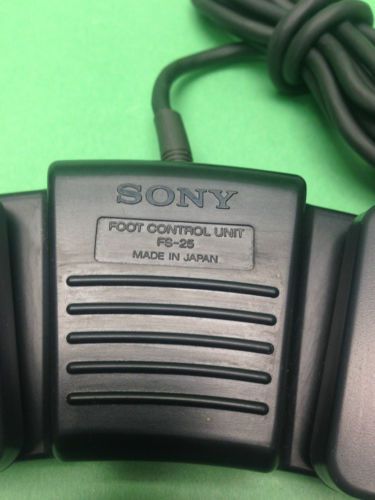 SONY
FOOT CONTROL UNIT
FS-25
MADE IN JAPAN